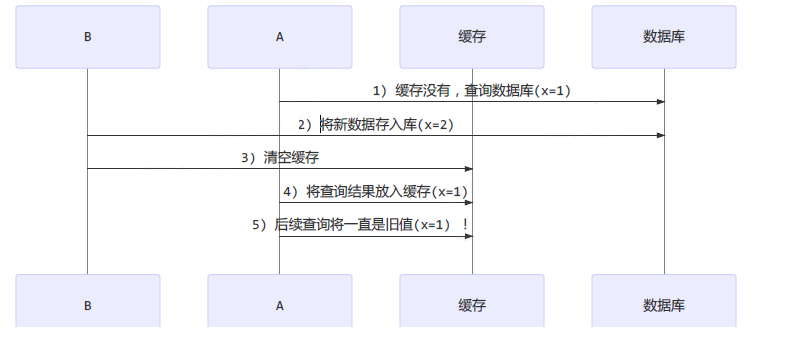 B A 缓存 数据库
1) 缓存没有，查询数据库(x=1)
2) 将新数据存入库(x=2)
3) 清空缓存
4) 将查询结果放入缓存(x=1)
5) 后续查询将一直是旧值(x=1) ！
B A 缓存 数据库